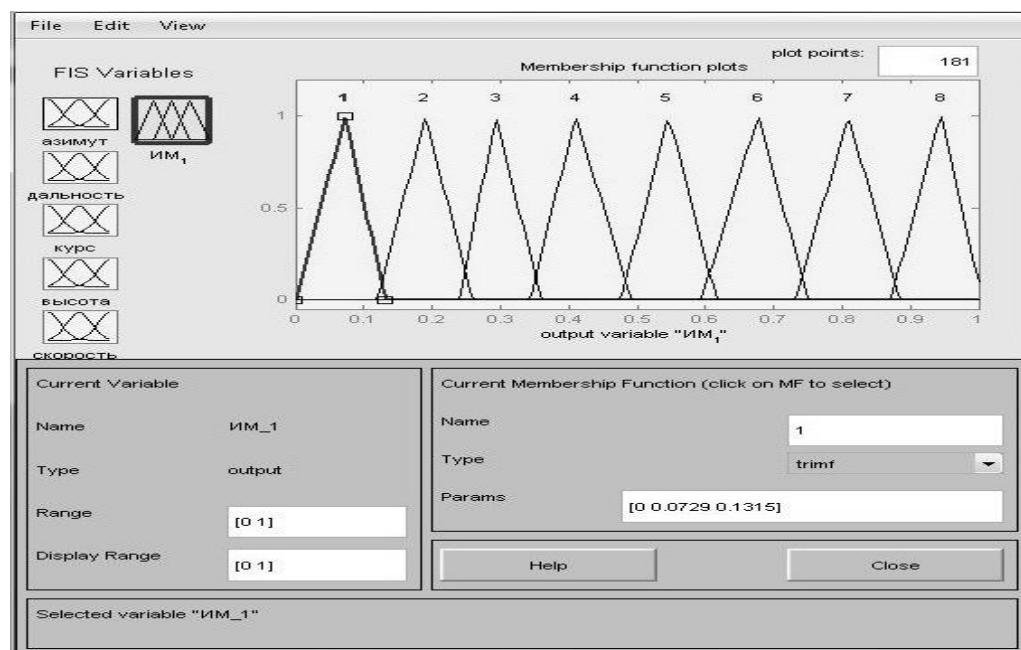 File Edit View
FIS Variables
азимут
ИМ₁
дальность
курс
высота
скорость
plot points:
181
Membership function plots
1 2 3 4 5 6 7 8
1
0.5
0
0 0.1 0.2 0.3 0.4 0.5 0.6 0.7 0.8 0.9 1
output variable "ИМ₁"
Current Variable
Name ИМ_1
Type output
Range [0 1]
Display Range [0 1]
Current Membership Function (click on MF to select)
Name 1
Type trimf
Params [0 0.0729 0.1315]
Help Close
Selected variable "ИМ_1"